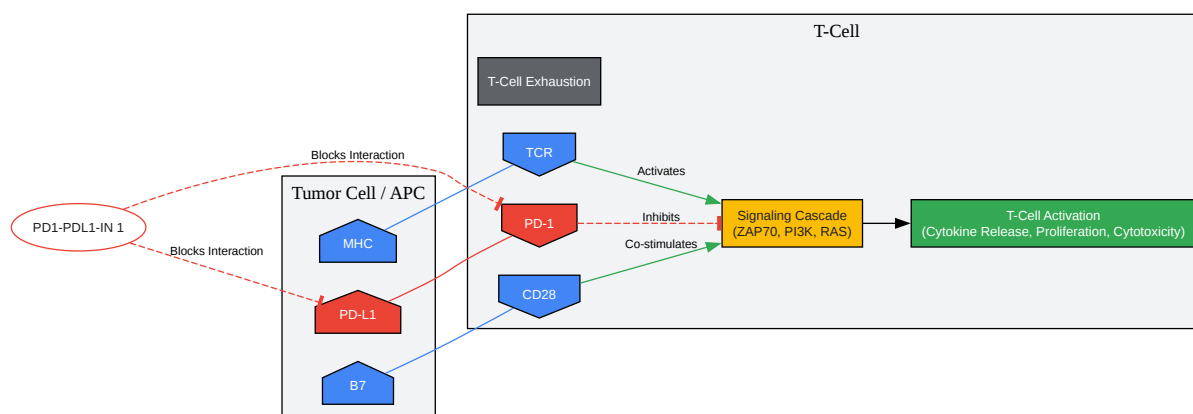 T-Cell
T-Cell Exhaustion
TCR
Blocks Interaction
Activates
Tumor Cell / APC
PD1-PDL1-IN 1
MHC
PD-1
Inhibits
Signaling Cascade
(ZAP70, PI3K, RAS)
T-Cell Activation
(Cytokine Release, Proliferation, Cytotoxicity)
Blocks Interaction
Co-stimulates
PD-L1
CD28
B7